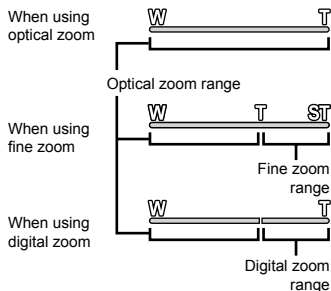 When using
optical zoom
W T
Optical zoom range
When using
fine zoom
W T ST
Fine zoom
range
When using
digital zoom
W T
Digital zoom
range